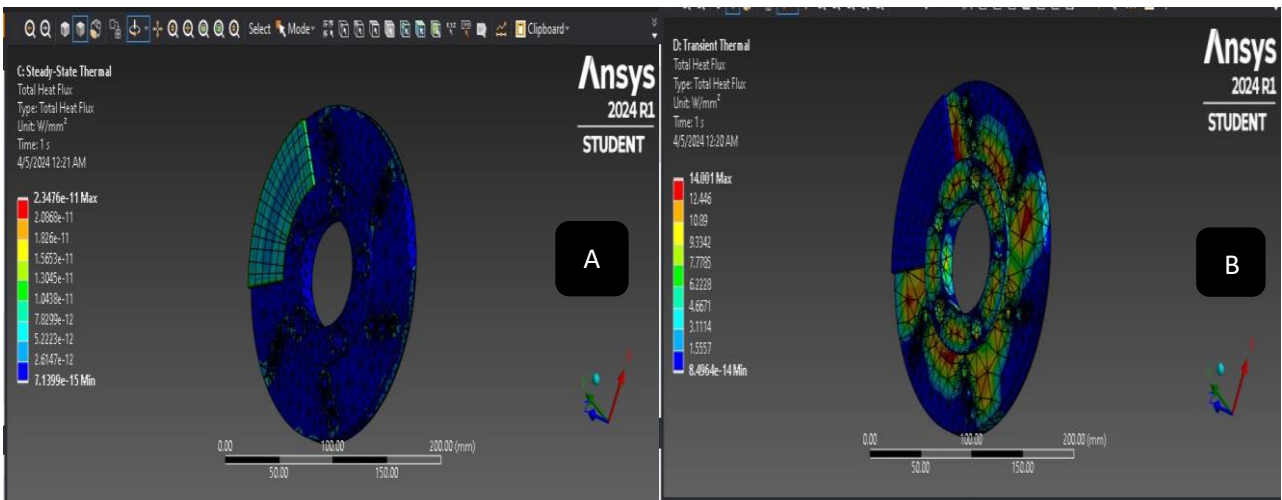 Select Mode Clipboard
C: Steady-State Thermal
Total Heat Flux
Type: Total Heat Flux
Unit: W/mm²
Time: 1 s
4/5/2024 12:21 AM
2.3476e-11 Max
2.0868e-11
1.826e-11
1.5653e-11
1.3045e-11
1.0438e-11
7.8299e-12
5.2223e-12
2.6147e-12
7.1399e-15 Min
Ansys
2024 R1
STUDENT
A
0.00 100.00 200.00 (mm)
50.00 150.00
D: Transient Thermal
Total Heat Flux
Type: Total Heat Flux
Unit: W/mm²
Time: 1 s
4/5/2024 12:20 AM
14.001 Max
12.446
10.89
9.3342
7.7785
6.2228
4.6671
3.1114
1.5557
8.4964e-14 Min
Ansys
2024 R1
STUDENT
B
0.00 100.00 200.00 (mm)
50.00 150.00